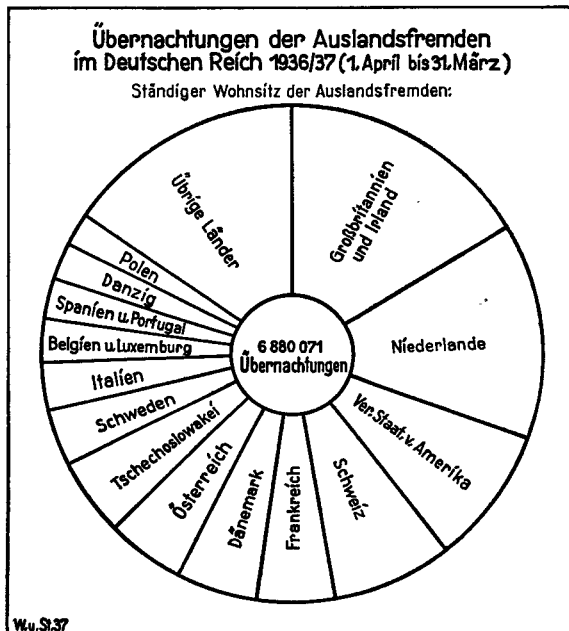 Übernachtungen der Auslandsfremden
im Deutschen Reich 1936/37 (1. April bis 31. März)
Ständiger Wohnsitz der Auslandsfremden:
Großbritannien
und Irland
Niederlande
Ver. Staat. v. Amerika
Schweiz
Frankreich
Dänemark
Österreich
Tschechoslowakei
Schweden
Italien
Belgien u. Luxemburg
Spanien u. Portugal
Danzig
Polen
Übrige Länder
6 880 071
Übernachtungen
W. u. St. 37